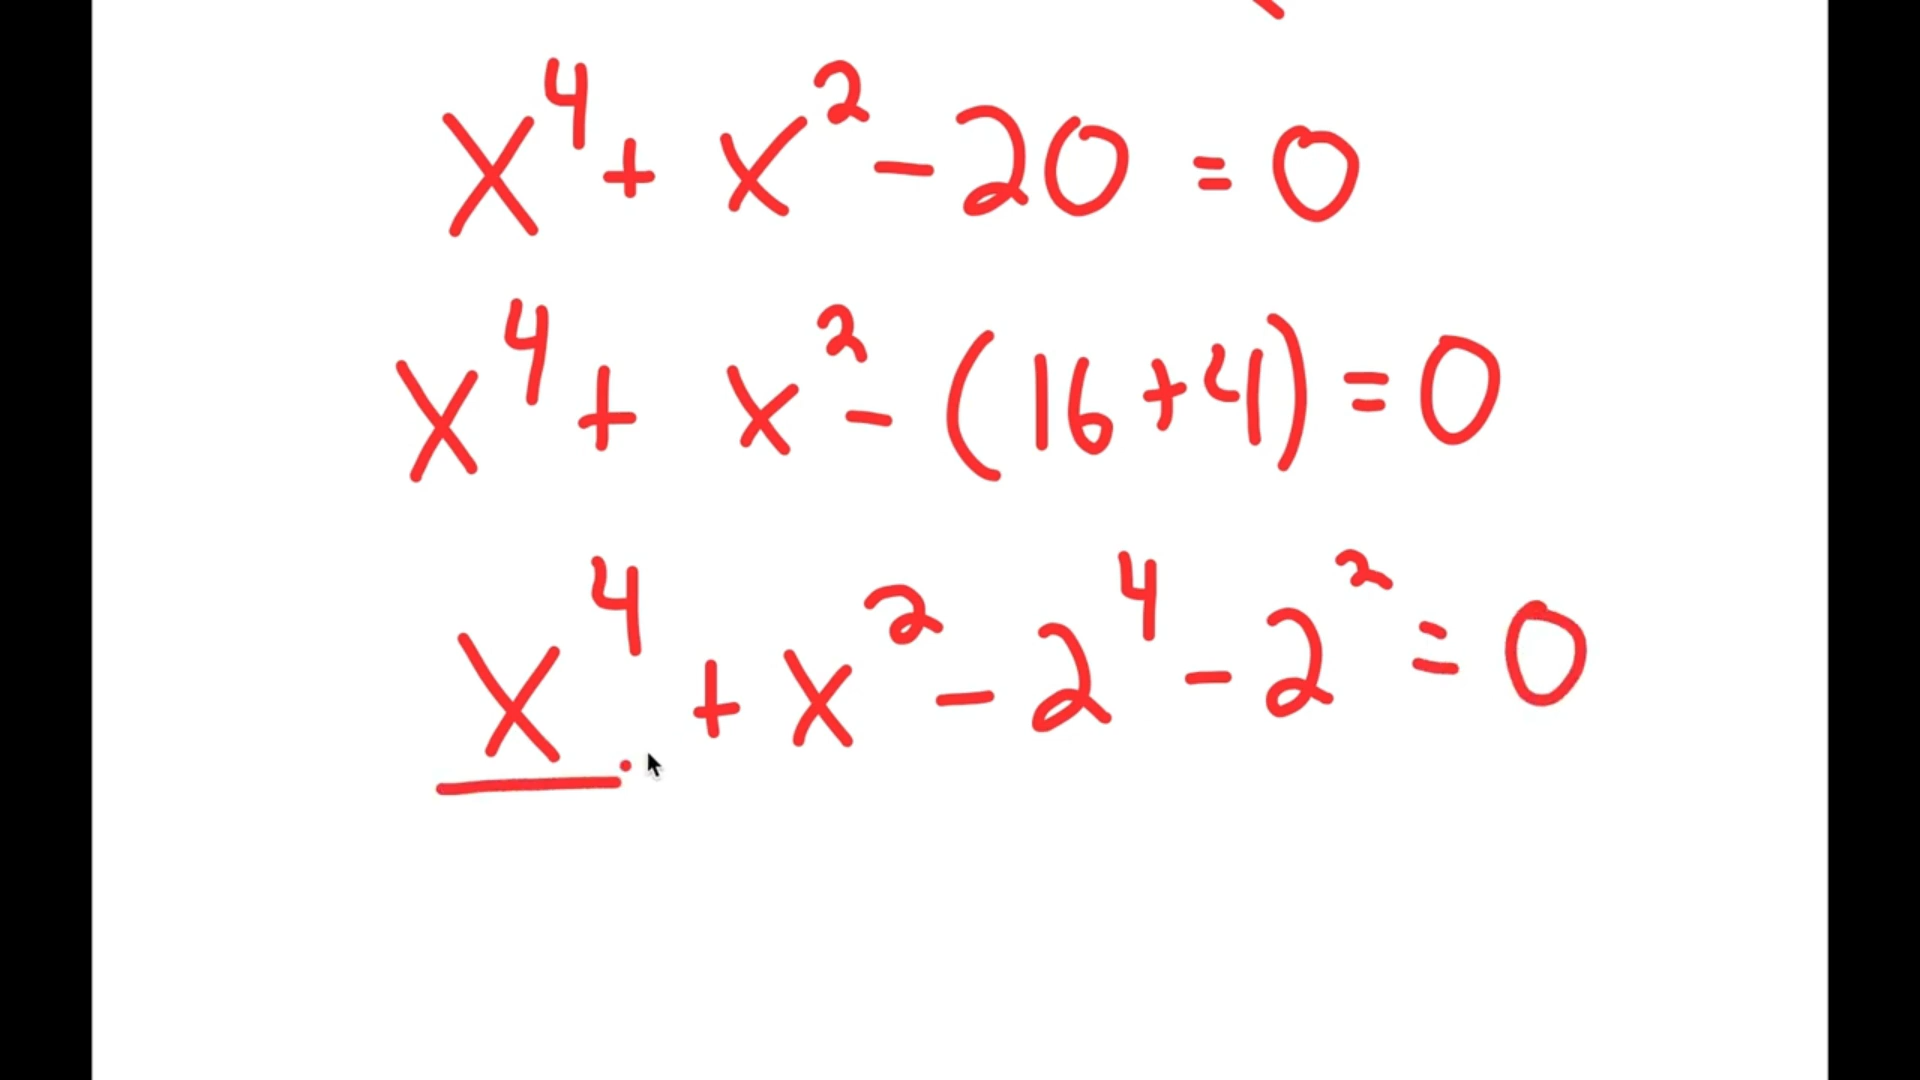 x⁴ + x² - 20 = 0
x⁴ + x² - (16 + 4) = 0
x⁴ + x² - 2⁴ - 2² = 0